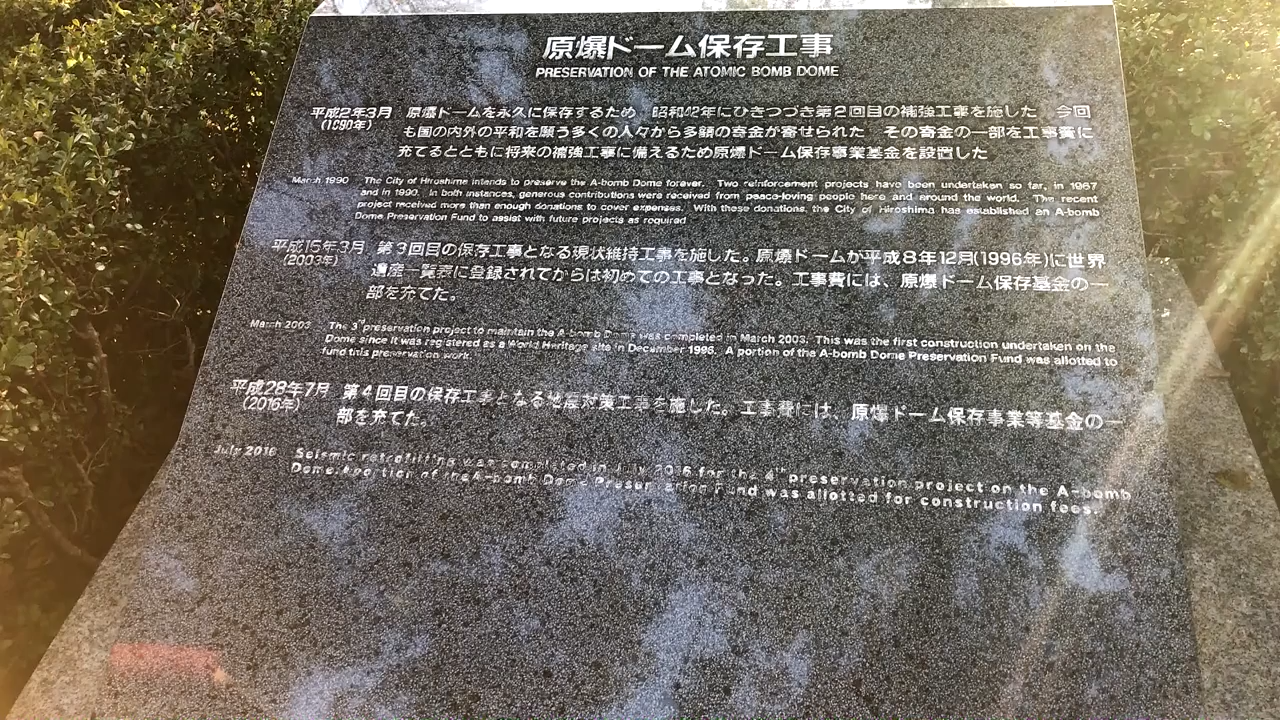 原爆ドーム保存工事
PRESERVATION OF THE ATOMIC BOMB DOME
平成2年3月 原爆ドームを永久に保存するため 昭和42年にひきつづき第2回目の補強工事を施した 今回
(1990年) も国の内外の平和を願う多くの人々から多額の寄金が寄せられた その寄金の一部を工事費に
充てるとともに将来の補強工事に備えるため原爆ドーム保存事業基金を設置した
March 1990 The City of Hiroshima intends to preserve the A-bomb Dome forever. Two reinforcement projects have been undertaken so far, in 1967
and in 1990. In both instances, generous contributions were received from peace-loving people here and around the world. The recent
project received more than enough donations to cover expenses. With these donations, the City of Hiroshima has established an A-bomb
Dome Preservation Fund to assist with future projects as required
平成15年3月 第3回目の保存工事となる現状維持工事を施した。原爆ドームが平成8年12月(1996年)に世界
(2003年) 遺産一覧表に登録されてからは初めての工事となった。工事費には、原爆ドーム保存基金の一
部を充てた。
March 2003 The 3rd preservation project to maintain the A-bomb Dome was completed in March 2003. This was the first construction undertaken on the
Dome since it was registered as a World Heritage site in December 1996. A portion of the A-bomb Dome Preservation Fund was allotted to
fund this preservation work.
平成28年7月 第4回目の保存工事となる地震対策工事を施した。工事費には、原爆ドーム保存事業等基金の一
(2016年) 部を充てた。
July 2016 Seismic retrofitting was completed in July 2016 for the 4th preservation project on the A-bomb
Dome. A portion of the A-bomb Dome Preservation Fund was allotted for construction fees.